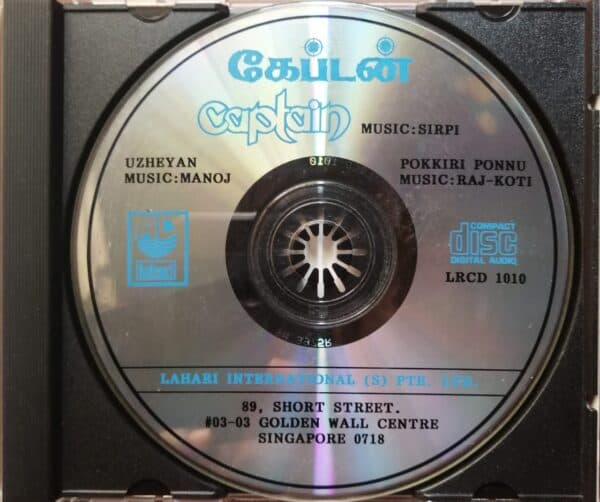 கேப்டன்
captain
MUSIC:SIRPI
UZHEYAN
MUSIC:MANOJ
POKKIRI PONNU
MUSIC:RAJ-KOTI
COMPACT
disc
DIGITAL AUDIO
LRCD 1010
LAHARI INTERNATIONAL (S) PTE. LTD.
89, SHORT STREET.
#03-03 GOLDEN WALL CENTRE
SINGAPORE 0718